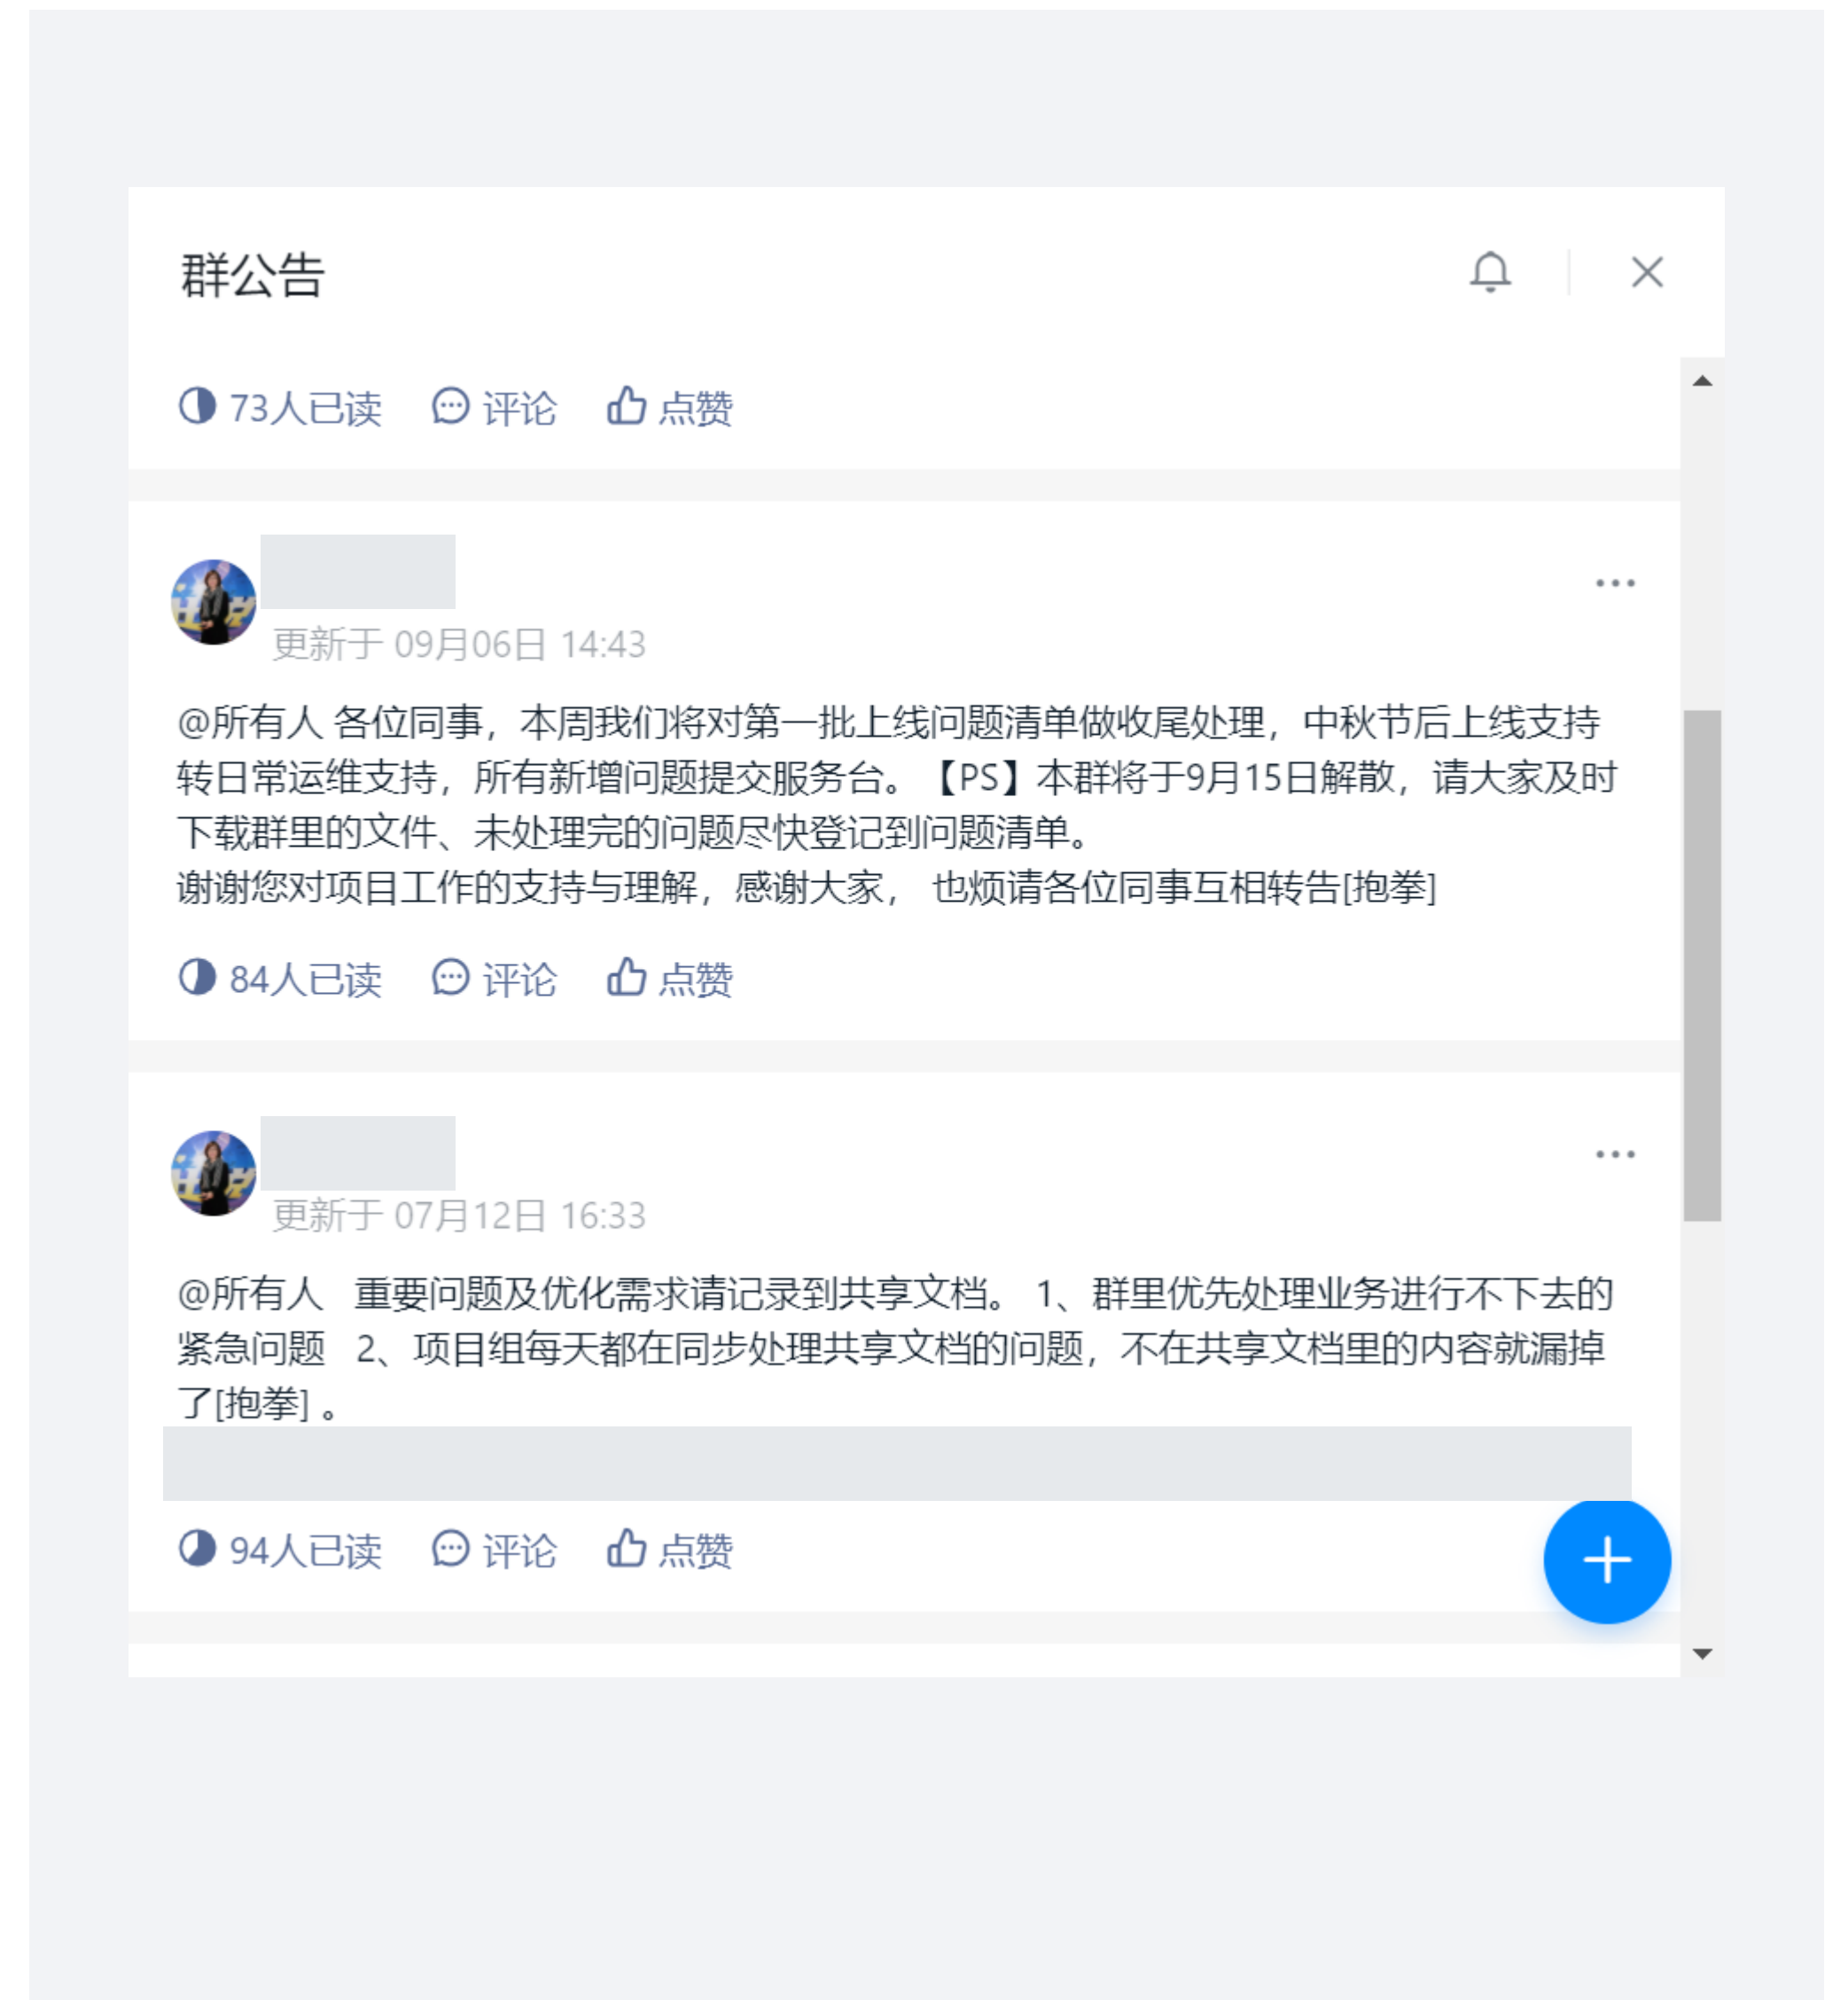 群公告
73人已读 评论 点赞
更新于 09月06日 14:43
@所有人 各位同事，本周我们将对第一批上线问题清单做收尾处理，中秋节后上线支持
转日常运维支持，所有新增问题提交服务台。【PS】本群将于9月15日解散，请大家及时
下载群里的文件、未处理完的问题尽快登记到问题清单。
谢谢您对项目工作的支持与理解，感谢大家， 也烦请各位同事互相转告[抱拳]
84人已读 评论 点赞
更新于 07月12日 16:33
@所有人 重要问题及优化需求请记录到共享文档。 1、群里优先处理业务进行不下去的
紧急问题 2、项目组每天都在同步处理共享文档的问题，不在共享文档里的内容就漏掉
了[抱拳] 。
94人已读 评论 点赞